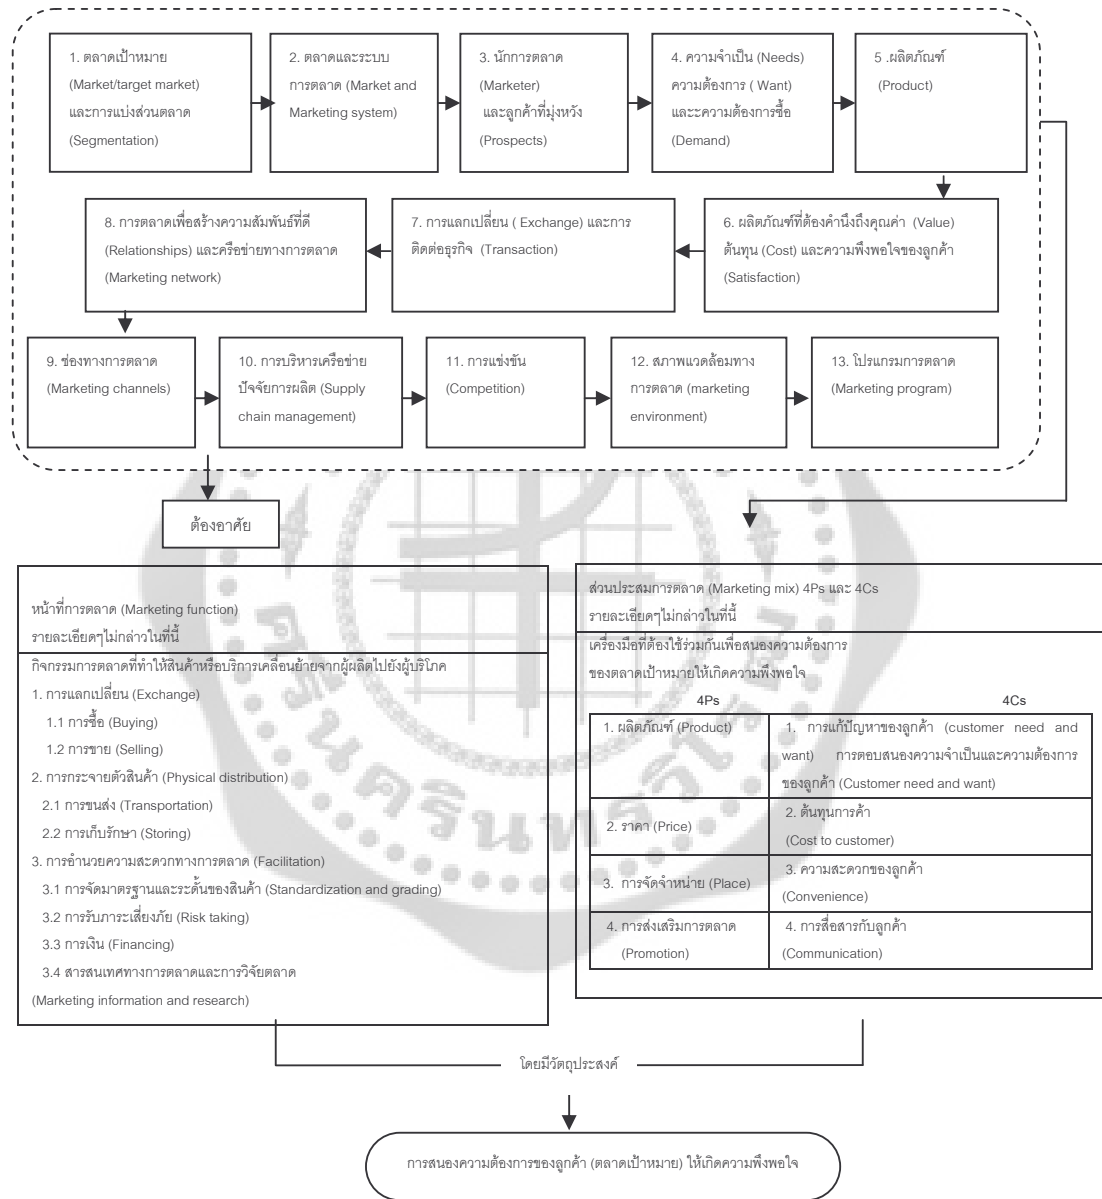 1. ตลาดเป้าหมาย
(Market/target market)
และการแบ่งส่วนตลาด
(Segmentation)
2. ตลาดและระบบ
การตลาด (Market and
Marketing system)
3. นักการตลาด
(Marketer)
และลูกค้าที่มุ่งหวัง
(Prospects)
4. ความจำเป็น (Needs)
ความต้องการ ( Want)
และะความต้องการซื้อ
(Demand)
5 .ผลิตภัณฑ์
(Product)
8. การตลาดเพื่อสร้างความสัมพันธ์ที่ดี
(Relationships) และครือข่ายทางการตลาด
(Marketing network)
7. การแลกเปลี่ยน ( Exchange) และการ
ติดต่อธุรกิจ (Transaction)
6. ผลิตภัณฑ์ที่ต้องคำนึงถึงคุณค่า (Value)
ต้นทุน (Cost) และความพึงพอใจของลูกค้า
(Satisfaction)
9. ช่องทางการตลาด
(Marketing channels)
10. การบริหารเครือข่าย
ปัจจัยการผลิต (Supply
chain management)
11. การแข่งขัน
(Competition)
12. สภาพแวดล้อมทาง
การตลาด (marketing
environment)
13. โปรแกรมการตลาด
(Marketing program)
ต้องอาศัย
หน้าที่การตลาด (Marketing function)
รายละเอียดๆไม่กล่าวในที่นี้
กิจกรรมการตลาดที่ทำให้สินค้าหรือบริการเคลื่อนย้ายจากผู้ผลิตไปยังผู้บริโภค
1. การแลกเปลี่ยน (Exchange)
1.1 การซื้อ (Buying)
1.2 การขาย (Selling)
2. การกระจายตัวสินค้า (Physical distribution)
2.1 การขนส่ง (Transportation)
2.2 การเก็บรักษา (Storing)
3. การอำนวยความสะดวกทางการตลาด (Facilitation)
3.1 การจัดมาตรฐานและระดั้นของสินค้า (Standardization and grading)
3.2 การรับภาระเสี่ยงภัย (Risk taking)
3.3 การเงิน (Financing)
3.4 สารสนเทศทางการตลาดและการวิจัยตลาด
(Marketing information and research)
ส่วนประสมการตลาด (Marketing mix) 4Ps และ 4Cs
รายละเอียดๆไม่กล่าวในที่นี้
เครื่องมือที่ต้องใช้ร่วมกันเพื่อสนองความต้องการ
ของตลาดเป้าหมายให้เกิดความพึงพอใจ
4Ps 4Cs
1. ผลิตภัณฑ์ (Product)
1. การแก้ปัญหาของลูกค้า (customer need and
want) การตอบสนองความจำเป็นและความต้องการ
ของลูกค้า (Customer need and want)
2. ราคา (Price)
2. ต้นทุนการค้า
(Cost to customer)
3. การจัดจำหน่าย (Place)
3. ความสะดวกของลูกค้า
(Convenience)
4. การส่งเสริมการตลาด
(Promotion)
4. การสื่อสารกับลูกค้า
(Communication)
โดยมีวัตถุประสงค์
การสนองความต้องการของลูกค้า (ตลาดเป้าหมาย) ให้เกิดความพึงพอใจ